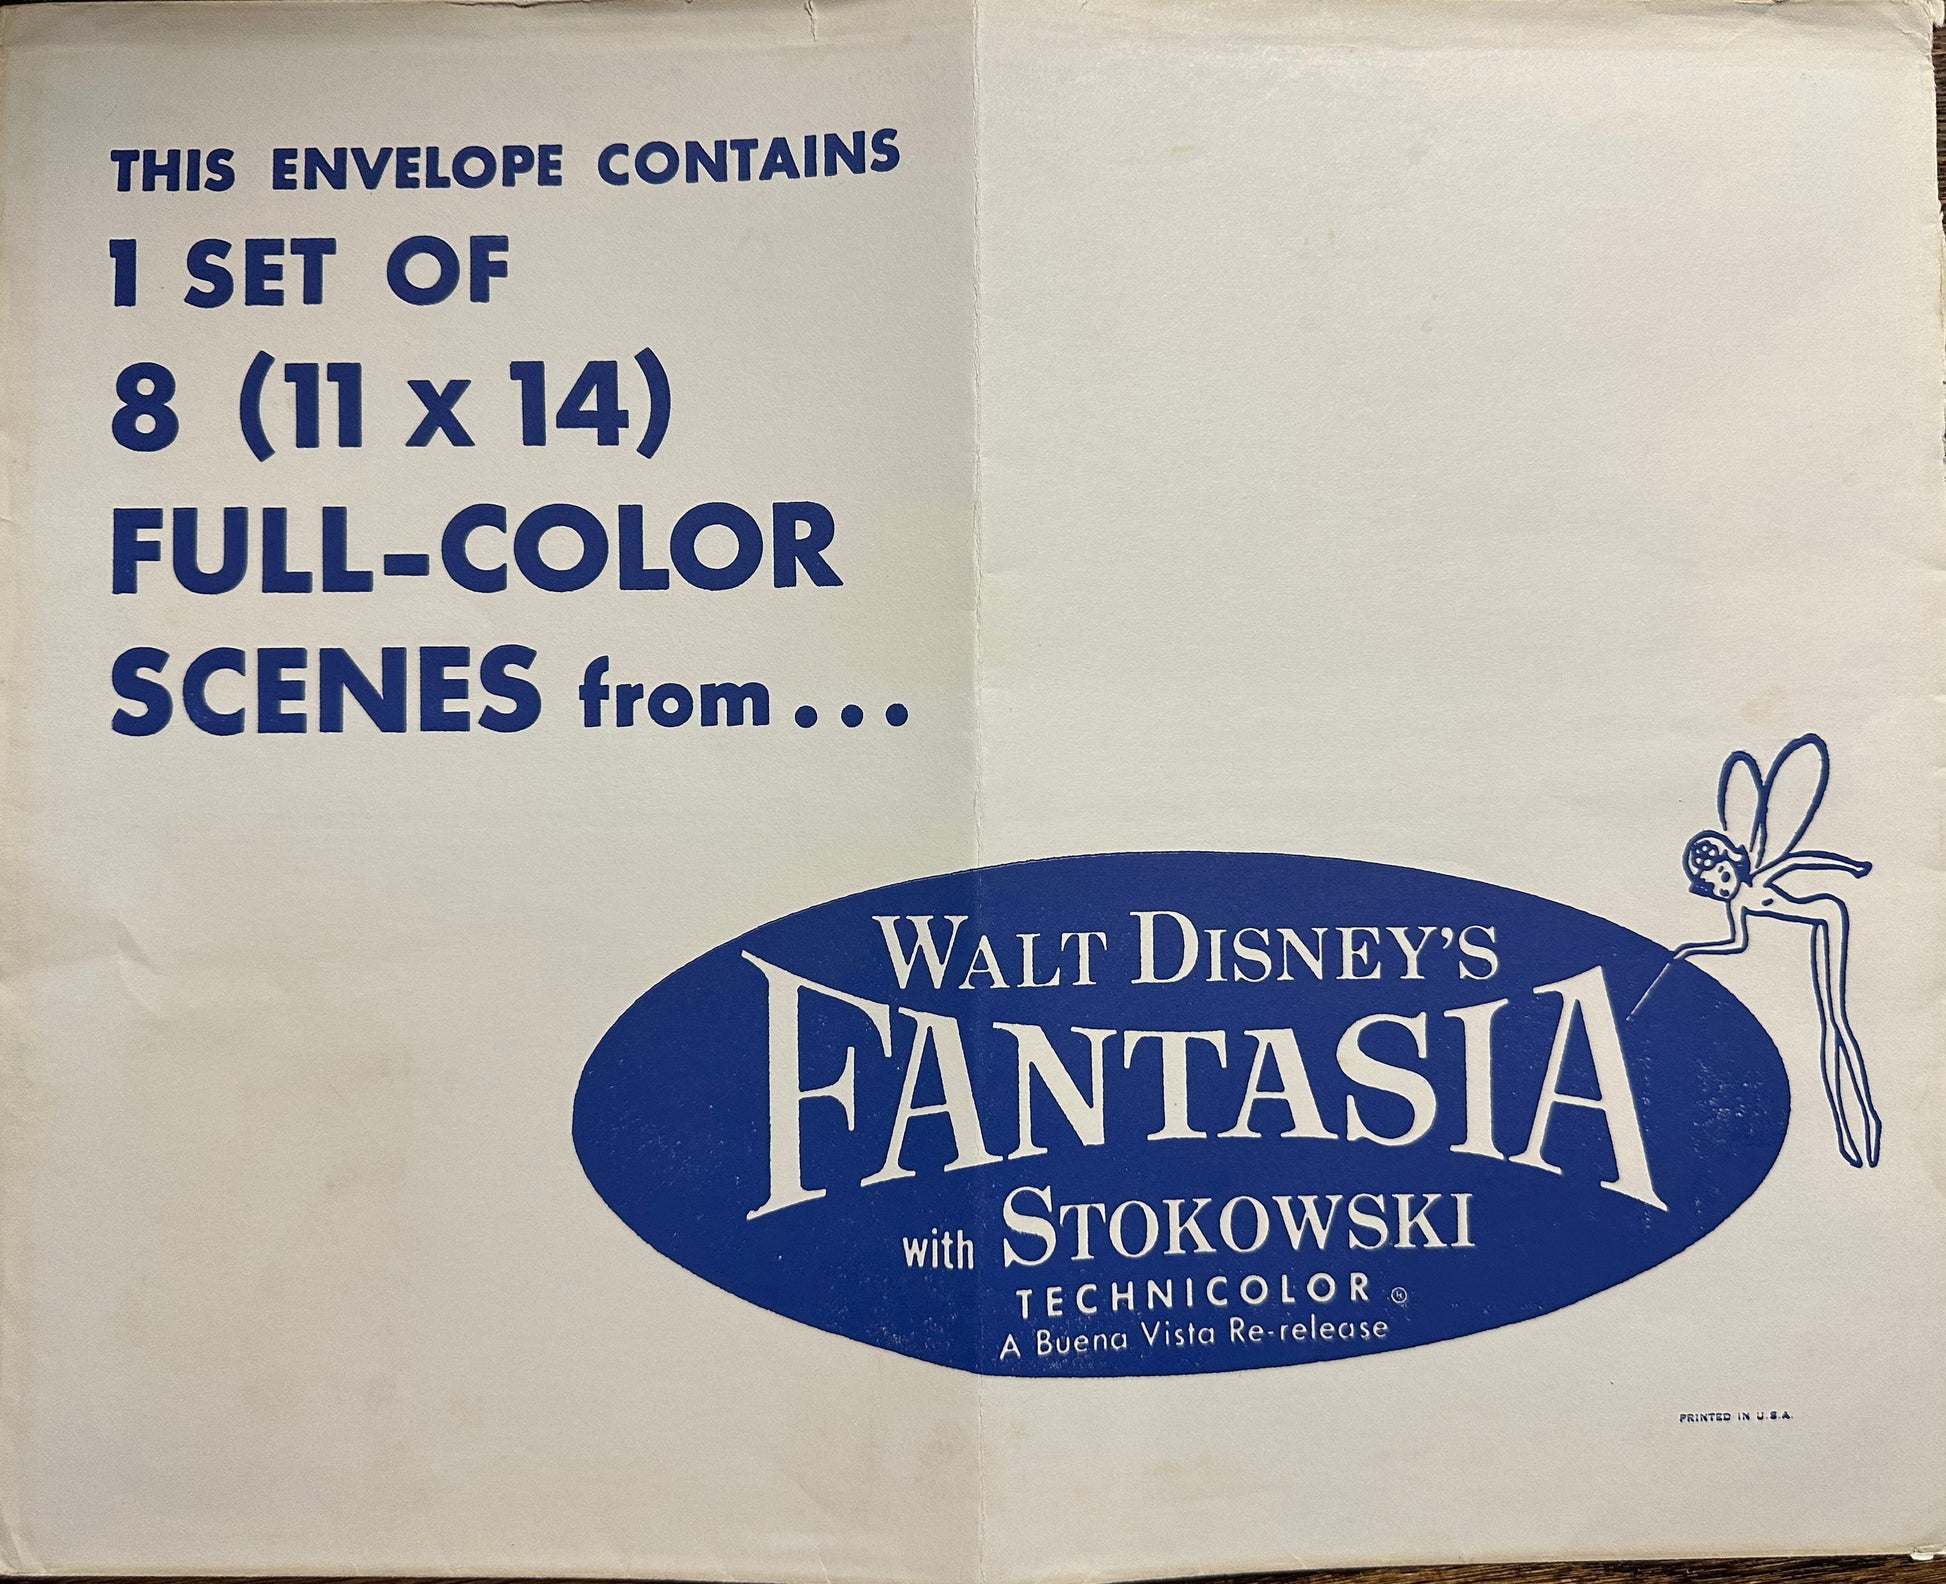 THIS ENVELOPE CONTAINS
1 SET OF
8 (11 x 14)
FULL-COLOR
SCENES from...
WALT DISNEY'S
FANTASIA
with STOKOWSKI
TECHNICOLOR ®
A Buena Vista Re-release
PRINTED IN U.S.A.